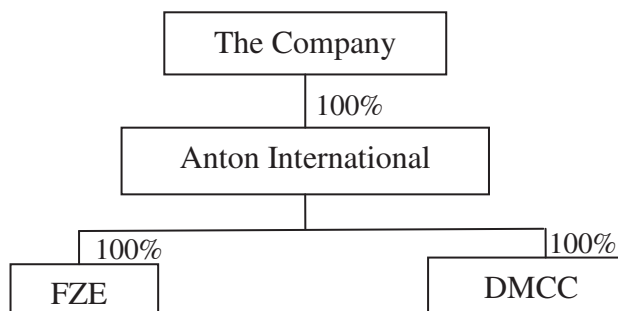 The Company
100%
Anton International
100%
100%
FZE
DMCC